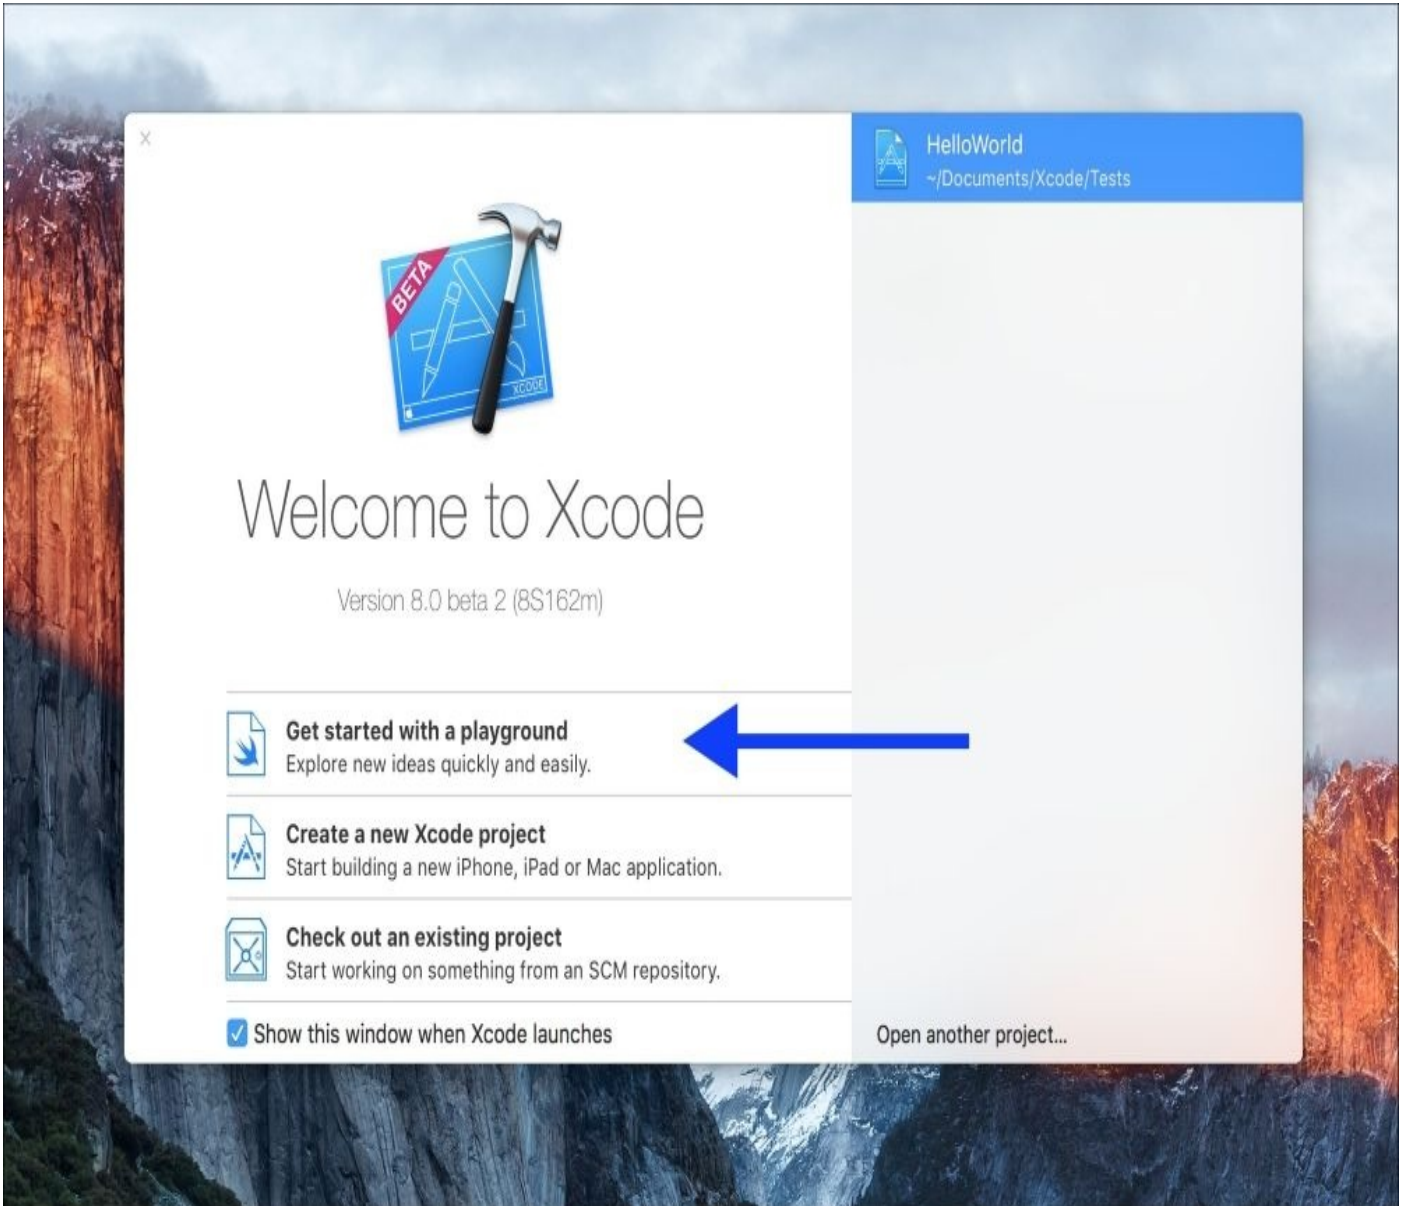 HelloWorld
~/Documents/Xcode/Tests
BETA
XCODE
Welcome to Xcode
Version 8.0 beta 2 (8S162m)
Get started with a playground
Explore new ideas quickly and easily.
Create a new Xcode project
Start building a new iPhone, iPad or Mac application.
Check out an existing project
Start working on something from an SCM repository.
Show this window when Xcode launches
Open another project...